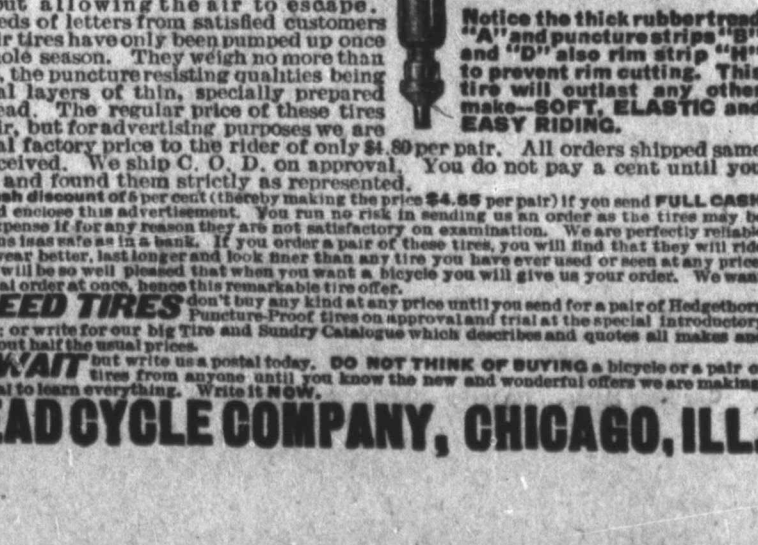 out allowing the air to escape.
eds of letters from satisfied customers
ir tires have only been pumped up once
ole season. They weigh no more than
, the puncture resisting qualities being
al layers of thin, specially prepared
ead. The regular price of these tires
ir, but for advertising purposes we are
Notice the thick rubber tread
"A" and puncture strips "B"
and "D" also rim strip "H"
to prevent rim cutting. This
tire will outlast any other
make—SOFT, ELASTIC and
EASY RIDING.
al factory price to the rider of only $4.80 per pair. All orders shipped same
ceived. We ship C. O. D. on approval. You do not pay a cent until you
and found them strictly as represented.
sh discount of 5 per cent (thereby making the price $4.55 per pair) if you send FULL CASH
d enclose this advertisement. You run no risk in sending us an order as the tires may be
pense if for any reason they are not satisfactory on examination. We are perfectly reliable
us is as safe as in a bank. If you order a pair of these tires, you will find that they will ride
wear better, last longer and look finer than any tire you have ever used or seen at any price
will be so well pleased that when you want a bicycle you will give us your order. We want
al order at once, hence this remarkable tire offer.
EED TIRES don't buy any kind at any price until you send for a pair of Hedgethorn
Puncture-Proof tires on approval and trial at the special introductory
; or write for our big Tire and Sundry Catalogue which describes and quotes all makes and
out half the usual prices.
WAIT but write us a postal today. DO NOT THINK OF BUYING a bicycle or a pair o
tires from anyone until you know the new and wonderful offers we are making
al to learn everything. Write it NOW.
EAD CYCLE COMPANY, CHICAGO, ILL.